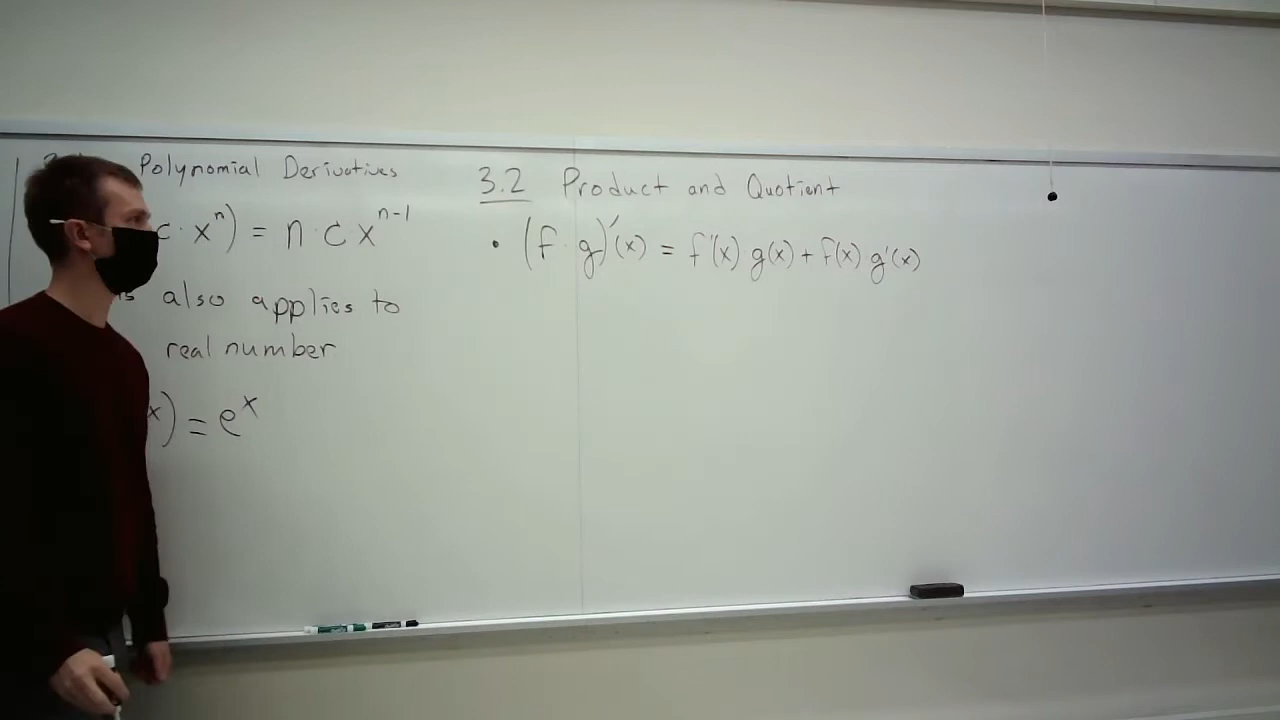 Polynomial Derivatives
c · x^n) = n · c x^{n-1}
also applies to
real number
x) = e^x
3.2 Product and Quotient
• (f · g)'(x) = f'(x) g(x) + f(x) g'(x)